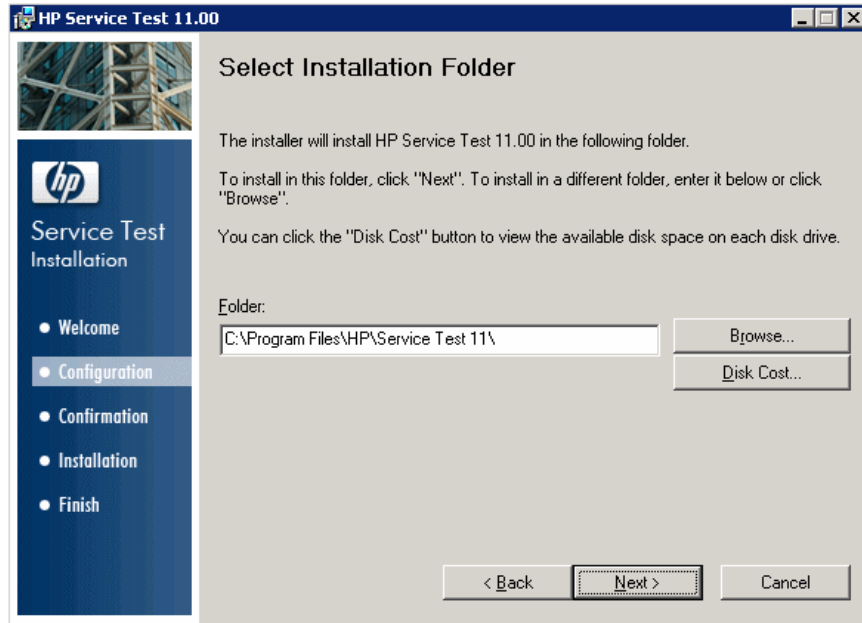 HP Service Test 11.00
Select Installation Folder
The installer will install HP Service Test 11.00 in the following folder.
To install in this folder, click "Next". To install in a different folder, enter it below or click
"Browse".
You can click the "Disk Cost" button to view the available disk space on each disk drive.
hp
Service Test
Installation
Welcome
Configuration
Confirmation
Installation
Finish
Folder:
C:\Program Files\HP\Service Test 11\
Browse...
Disk Cost...
< Back
Next >
Cancel